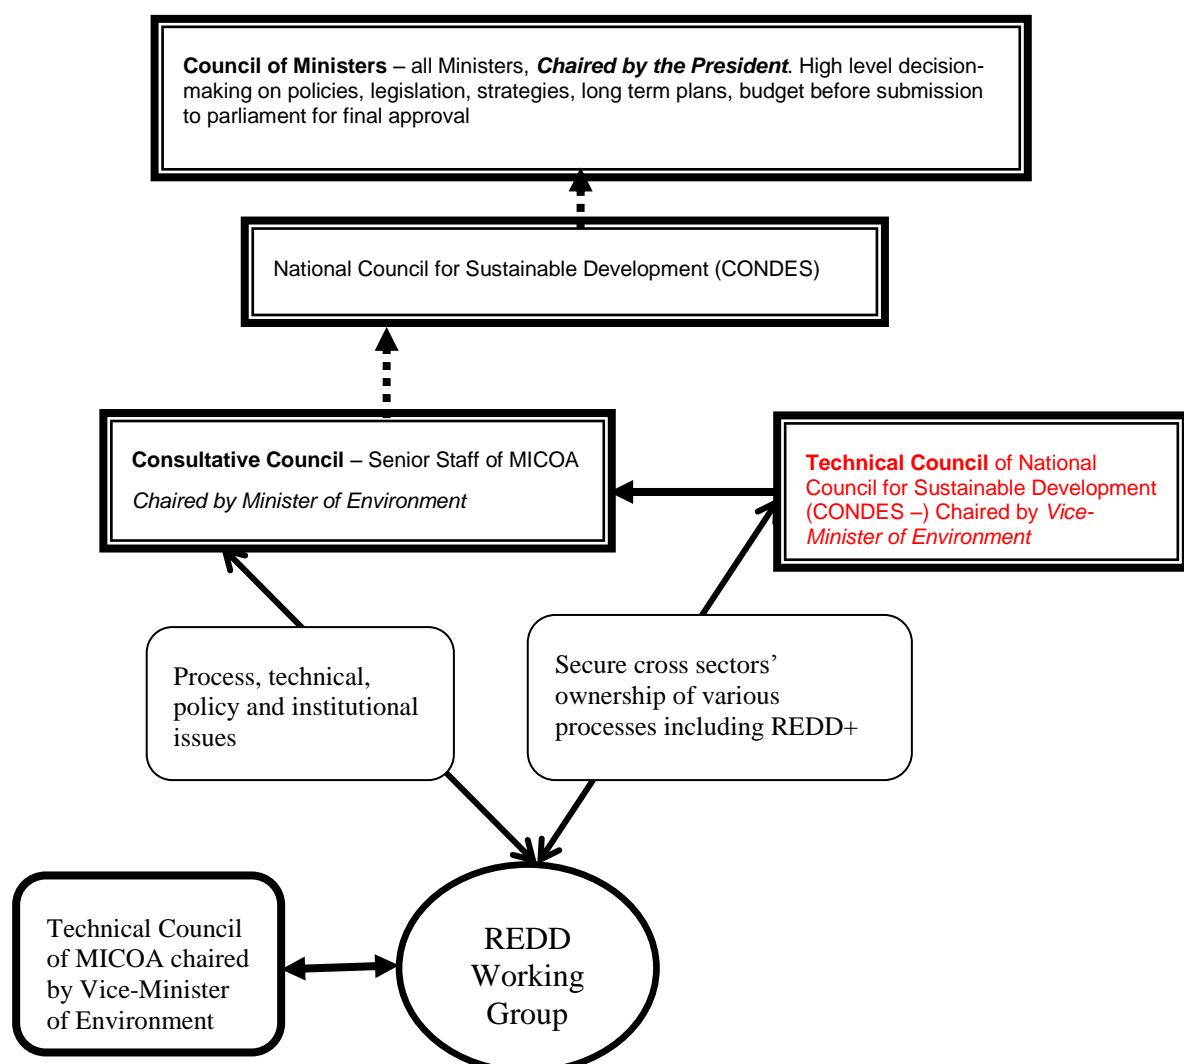 Council of Ministers – all Ministers, Chaired by the President. High level decision-
making on policies, legislation, strategies, long term plans, budget before submission
to parliament for final approval
National Council for Sustainable Development (CONDES)
Consultative Council – Senior Staff of MICOA
Chaired by Minister of Environment
Technical Council of National
Council for Sustainable Development
(CONDES –) Chaired by Vice-
Minister of Environment
Process, technical,
policy and institutional
issues
Secure cross sectors’
ownership of various
processes including REDD+
Technical Council
of MICOA chaired
by Vice-Minister
of Environment
REDD
Working
Group